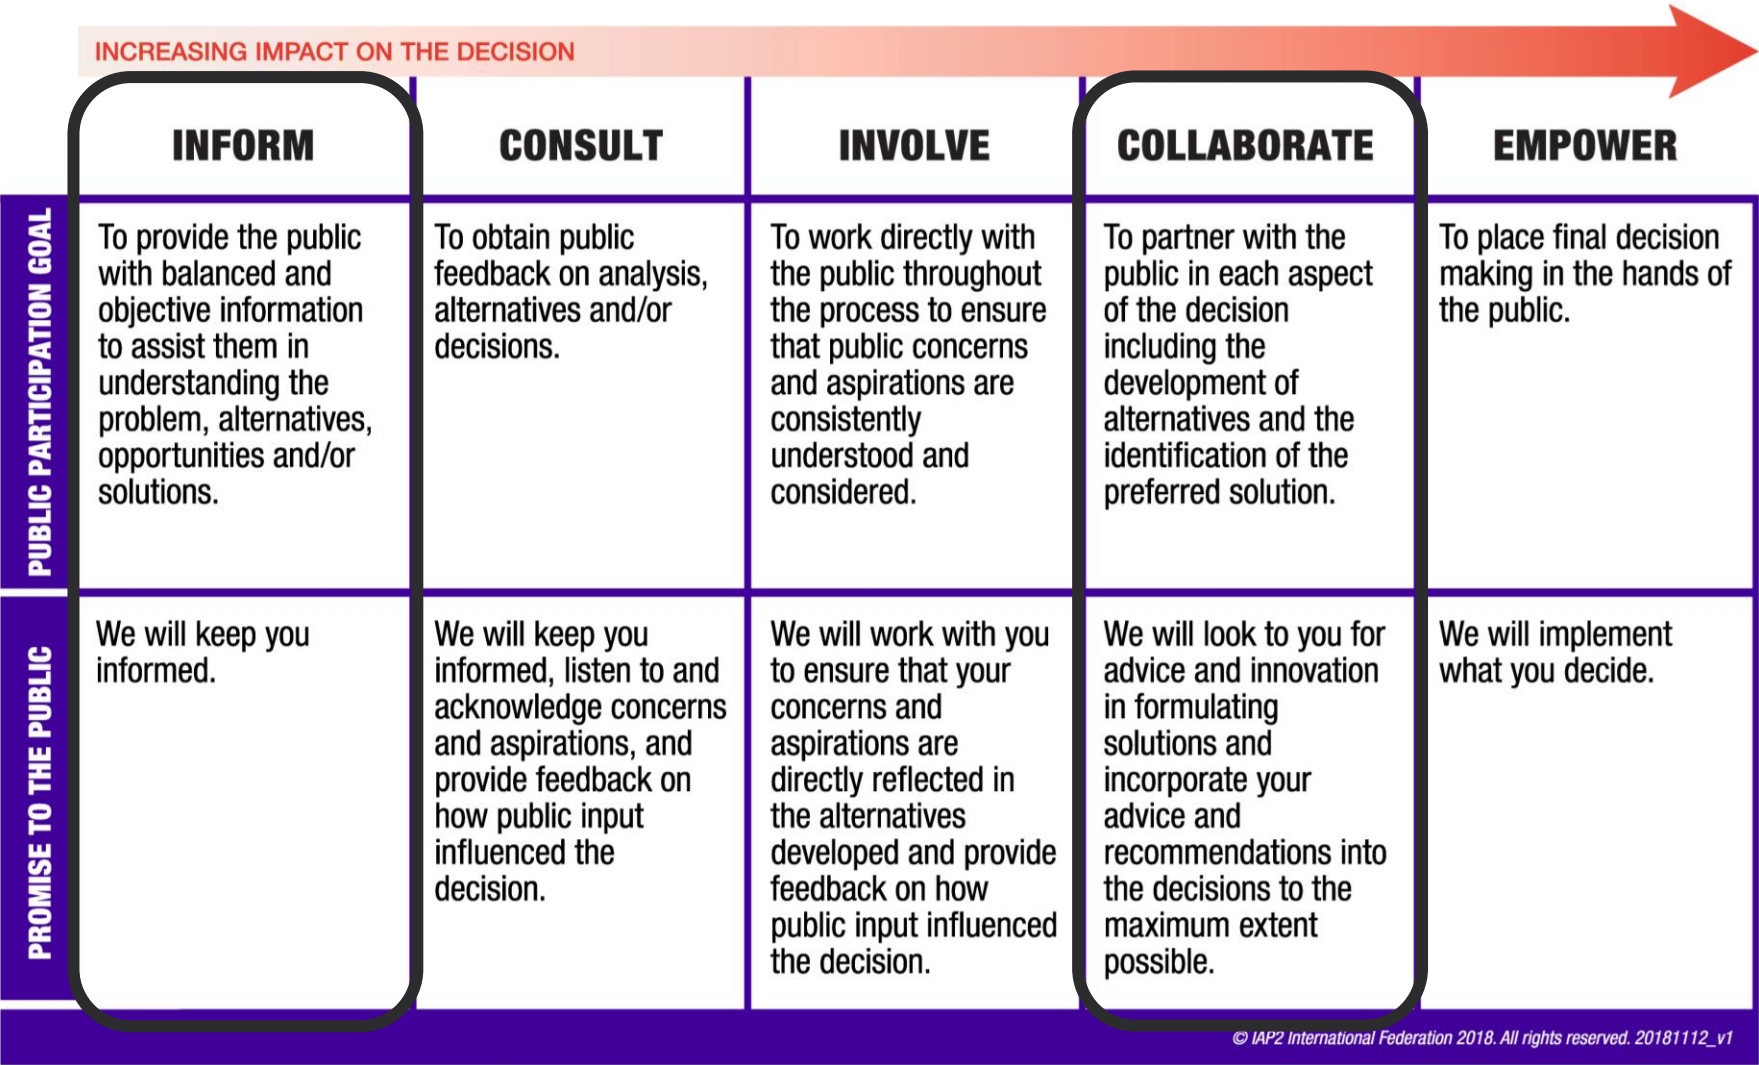 INCREASING IMPACT ON THE DECISION
INFORM
CONSULT
INVOLVE
COLLABORATE
EMPOWER
PUBLIC PARTICIPATION GOAL
To provide the public
with balanced and
objective information
to assist them in
understanding the
problem, alternatives,
opportunities and/or
solutions.
To obtain public
feedback on analysis,
alternatives and/or
decisions.
To work directly with
the public throughout
the process to ensure
that public concerns
and aspirations are
consistently
understood and
considered.
To partner with the
public in each aspect
of the decision
including the
development of
alternatives and the
identification of the
preferred solution.
To place final decision
making in the hands of
the public.
PROMISE TO THE PUBLIC
We will keep you
informed.
We will keep you
informed, listen to and
acknowledge concerns
and aspirations, and
provide feedback on
how public input
influenced the
decision.
We will work with you
to ensure that your
concerns and
aspirations are
directly reflected in
the alternatives
developed and provide
feedback on how
public input influenced
the decision.
We will look to you for
advice and innovation
in formulating
solutions and
incorporate your
advice and
recommendations into
the decisions to the
maximum extent
possible.
We will implement
what you decide.
© IAP2 International Federation 2018. All rights reserved. 20181112_v1